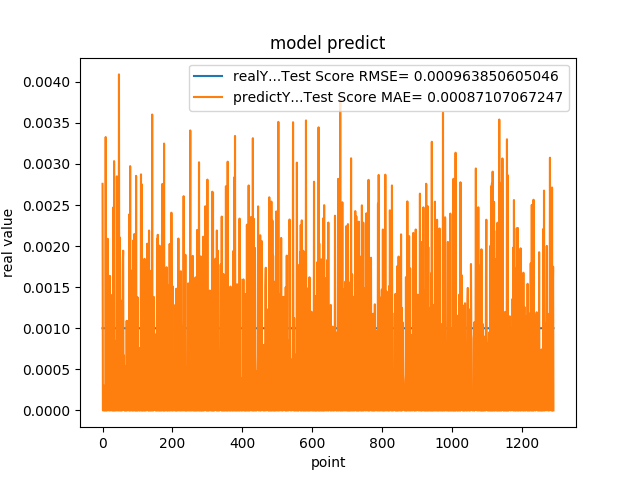 model predict
realY...Test Score RMSE= 0.000963850605046
predictY...Test Score MAE= 0.00087107067247
0.0040
0.0035
0.0030
0.0025
0.0020
0.0015
0.0010
0.0005
0.0000
real value
0 200 400 600 800 1000 1200
point